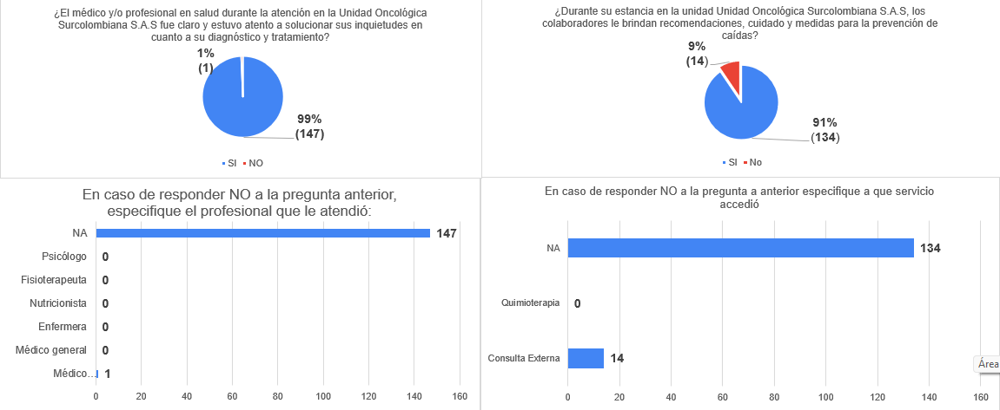 ¿El médico y/o profesional en salud durante la atención en la Unidad Oncológica
Surcolombiana S.A.S fue claro y estuvo atento a solucionar sus inquietudes en
cuanto a su diagnóstico y tratamiento?
1%
(1)
99%
(147)
SI NO
¿Durante su estancia en la unidad Unidad Oncológica Surcolombiana S.A.S, los
colaboradores le brindan recomendaciones, cuidado y medidas para la prevención de
caídas?
9%
(14)
91%
(134)
SI No
En caso de responder NO a la pregunta anterior,
especifique el profesional que le atendió:
NA 147
Psicólogo 0
Fisioterapeuta 0
Nutricionista 0
Enfermera 0
Médico general 0
Médico... 1
0 20 40 60 80 100 120 140 160
En caso de responder NO a la pregunta a anterior especifique a que servicio
accedió
NA 134
Quimioterapia 0
Consulta Externa 14
0 20 40 60 80 100 120 140 160
Área